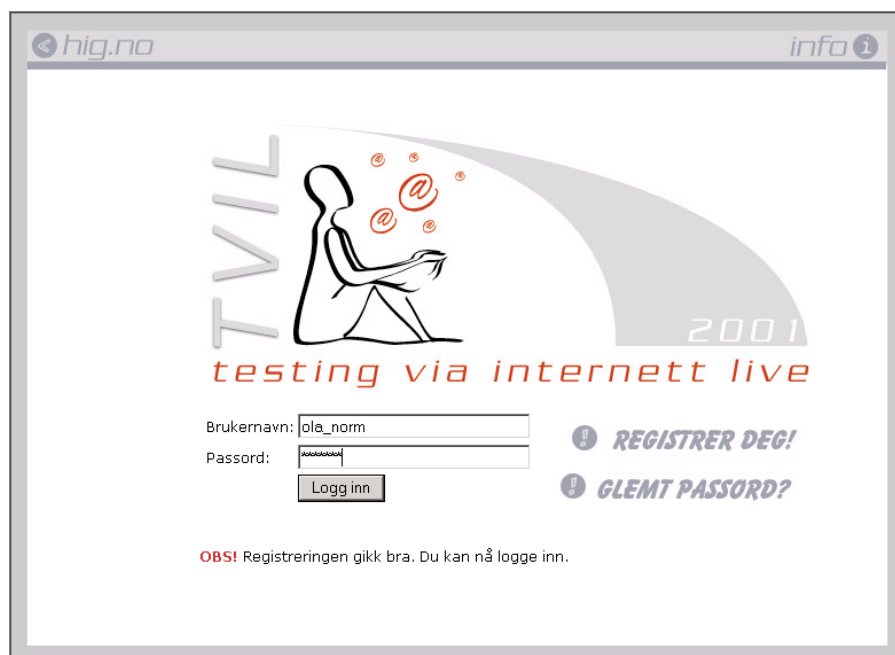 hig.no
info
TVIL
2001
testing via internett live
Brukernavn: ola_norm
REGISTRER DEG!
Passord: *******
Logg inn
GLEMT PASSORD?
OBS! Registreringen gikk bra. Du kan nå logge inn.